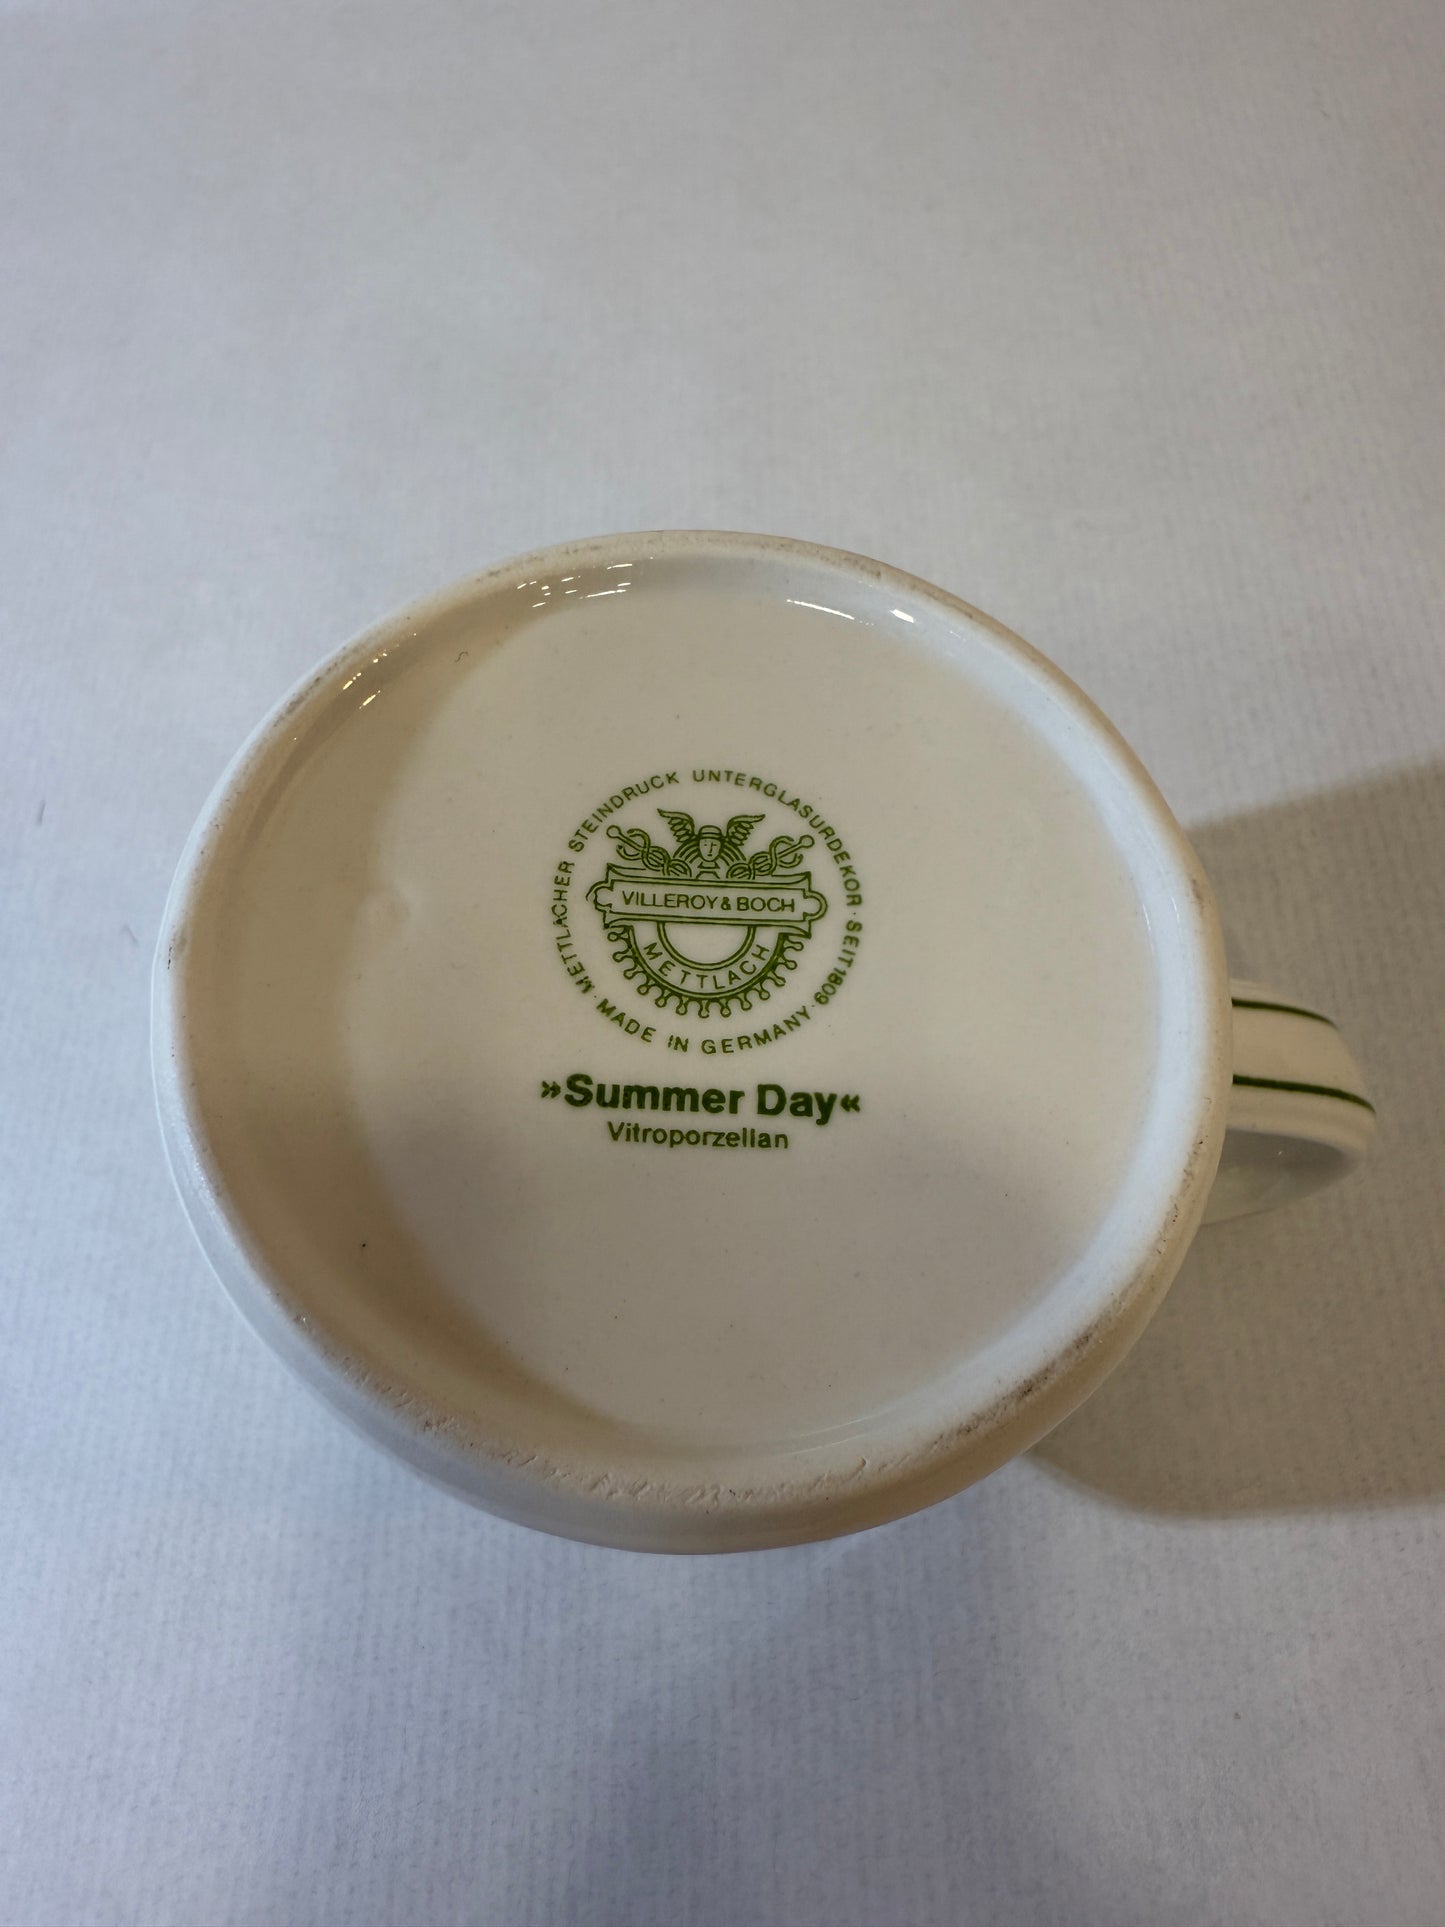 METTLACHER STEINDRUCK UNTERGLASURDEKOR · SEIT 1809 ·
MADE IN GERMANY ·
VILLEROY & BOCH
METTLACH
»Summer Day«
Vitroporzellan